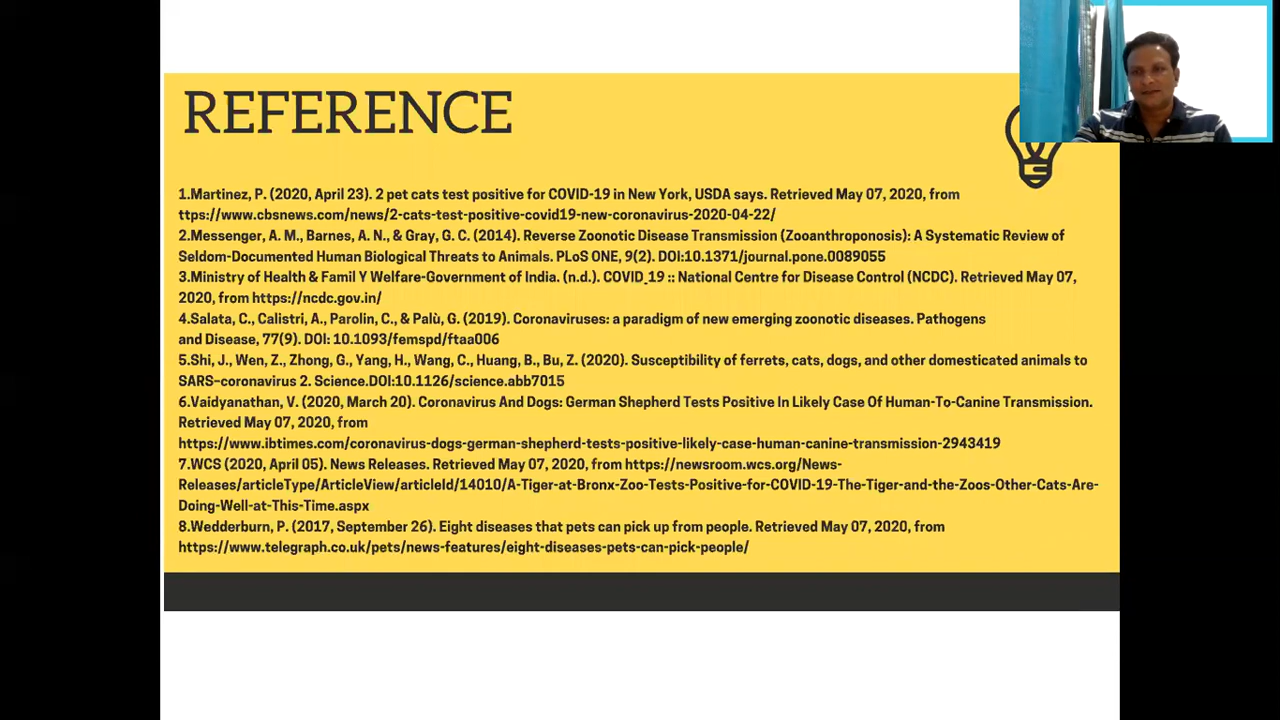 REFERENCE
1.Martinez, P. (2020, April 23). 2 pet cats test positive for COVID-19 in New York, USDA says. Retrieved May 07, 2020, from
ttps://www.cbsnews.com/news/2-cats-test-positive-covid19-new-coronavirus-2020-04-22/
2.Messenger, A. M., Barnes, A. N., & Gray, G. C. (2014). Reverse Zoonotic Disease Transmission (Zooanthroponosis): A Systematic Review of
Seldom-Documented Human Biological Threats to Animals. PLoS ONE, 9(2). DOI:10.1371/journal.pone.0089055
3.Ministry of Health & Famil Y Welfare-Government of India. (n.d.). COVID_19 :: National Centre for Disease Control (NCDC). Retrieved May 07,
2020, from https://ncdc.gov.in/
4.Salata, C., Calistri, A., Parolin, C., & Palù, G. (2019). Coronaviruses: a paradigm of new emerging zoonotic diseases. Pathogens
and Disease, 77(9). DOI: 10.1093/femspd/ftaa006
5.Shi, J., Wen, Z., Zhong, G., Yang, H., Wang, C., Huang, B., Bu, Z. (2020). Susceptibility of ferrets, cats, dogs, and other domesticated animals to
SARS–coronavirus 2. Science.DOI:10.1126/science.abb7015
6.Vaidyanathan, V. (2020, March 20). Coronavirus And Dogs: German Shepherd Tests Positive In Likely Case Of Human-To-Canine Transmission.
Retrieved May 07, 2020, from
https://www.ibtimes.com/coronavirus-dogs-german-shepherd-tests-positive-likely-case-human-canine-transmission-2943419
7.WCS (2020, April 05). News Releases. Retrieved May 07, 2020, from https://newsroom.wcs.org/News-
Releases/articleType/ArticleView/articleId/14010/A-Tiger-at-Bronx-Zoo-Tests-Positive-for-COVID-19-The-Tiger-and-the-Zoos-Other-Cats-Are-
Doing-Well-at-This-Time.aspx
8.Wedderburn, P. (2017, September 26). Eight diseases that pets can pick up from people. Retrieved May 07, 2020, from
https://www.telegraph.co.uk/pets/news-features/eight-diseases-pets-can-pick-people/